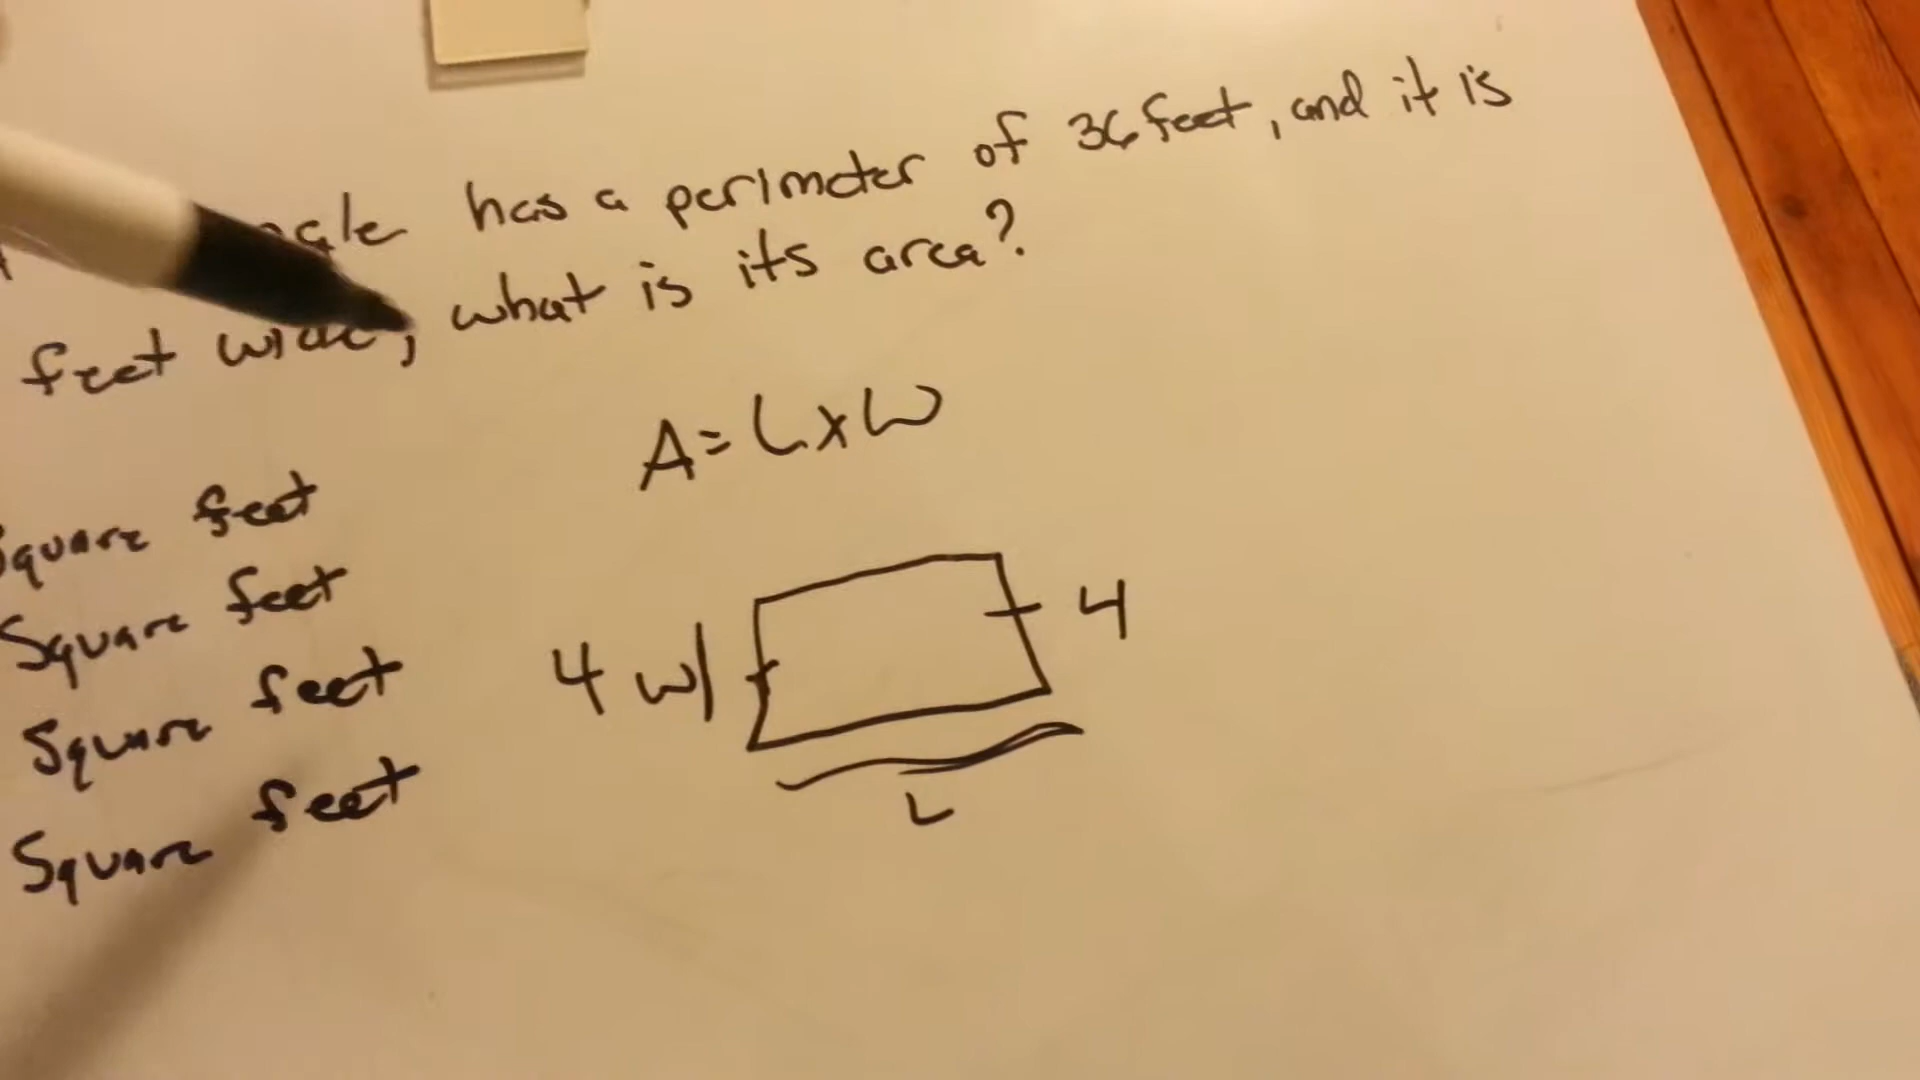 has a perimeter of 36 feet, and it is
feet wide, what is its area?
A = L x W
Square feet
Square feet
Square feet
Square feet
4 w/
4
L